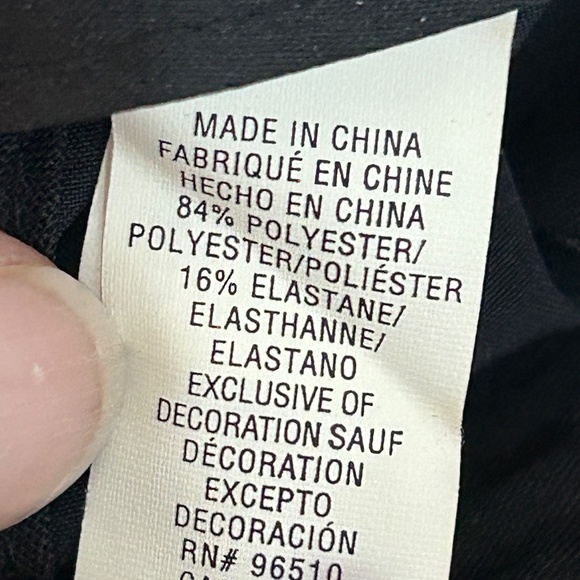 MADE IN CHINA
FABRIQUÉ EN CHINE
HECHO EN CHINA
84% POLYESTER/
POLYESTER/POLIÉSTER
16% ELASTANE/
ELASTHANNE/
ELASTANO
EXCLUSIVE OF
DECORATION SAUF
DÉCORATION
EXCEPTO
DECORACIÓN
RN# 96510